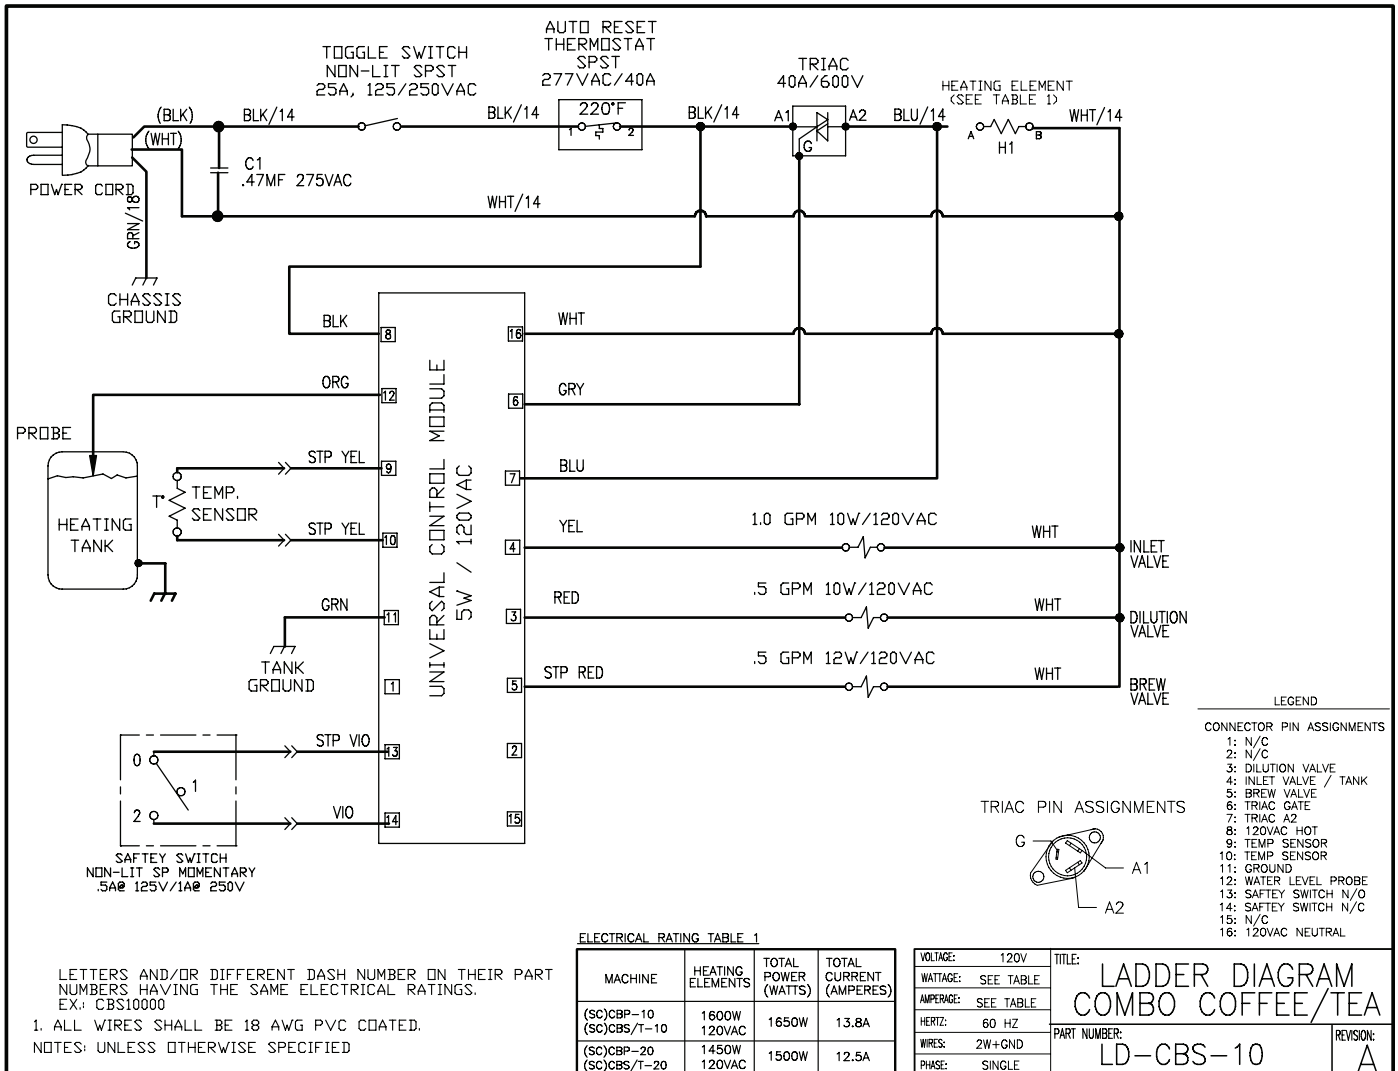 AUTO RESET
THERMOSTAT
SPST
277VAC/40A
TOGGLE SWITCH
NON-LIT SPST
25A, 125/250VAC
TRIAC
40A/600V
HEATING ELEMENT
(SEE TABLE 1)
(BLK)
BLK/14
BLK/14
220°F
1
2
BLK/14
A1
A2
G
BLU/14
A
B
H1
WHT/14
(WHT)
POWER CORD
C1
.47MF 275VAC
GRN/18
WHT/14
CHASSIS
GROUND
BLK
8
16
WHT
ORG
12
6
GRY
PROBE
HEATING
TANK
T°
TEMP.
SENSOR
STP YEL
9
7
BLU
STP YEL
10
4
YEL
1.0 GPM 10W/120VAC
WHT
INLET
VALVE
UNIVERSAL CONTROL MODULE
5W / 120VAC
GRN
11
3
RED
.5 GPM 10W/120VAC
WHT
DILUTION
VALVE
TANK
GROUND
1
5
STP RED
.5 GPM 12W/120VAC
WHT
BREW
VALVE
STP VIO
13
2
VIO
14
15
0
1
2
SAFTEY SWITCH
NON-LIT SP MOMENTARY
.5A@ 125V/1A@ 250V
LEGEND
CONNECTOR PIN ASSIGNMENTS
1: N/C
2: N/C
3: DILUTION VALVE
4: INLET VALVE / TANK
5: BREW VALVE
6: TRIAC GATE
7: TRIAC A2
8: 120VAC HOT
9: TEMP SENSOR
10: TEMP SENSOR
11: GROUND
12: WATER LEVEL PROBE
13: SAFTEY SWITCH N/O
14: SAFTEY SWITCH N/C
15: N/C
16: 120VAC NEUTRAL
TRIAC PIN ASSIGNMENTS
G
A1
A2
LETTERS AND/OR DIFFERENT DASH NUMBER ON THEIR PART
NUMBERS HAVING THE SAME ELECTRICAL RATINGS.
EX.: CBS10000
1. ALL WIRES SHALL BE 18 AWG PVC COATED.
NOTES: UNLESS OTHERWISE SPECIFIED
ELECTRICAL RATING TABLE 1
MACHINE
HEATING
ELEMENTS
TOTAL
POWER
(WATTS)
TOTAL
CURRENT
(AMPERES)
(SC)CBP-10
(SC)CBS/T-10
1600W
120VAC
1650W
13.8A
(SC)CBP-20
(SC)CBS/T-20
1450W
120VAC
1500W
12.5A
VOLTAGE: 120V
WATTAGE: SEE TABLE
AMPERAGE: SEE TABLE
HERTZ: 60 HZ
WIRES: 2W+GND
PHASE: SINGLE
TITLE:
LADDER DIAGRAM
COMBO COFFEE/TEA
PART NUMBER:
LD-CBS-10
REVISION:
A